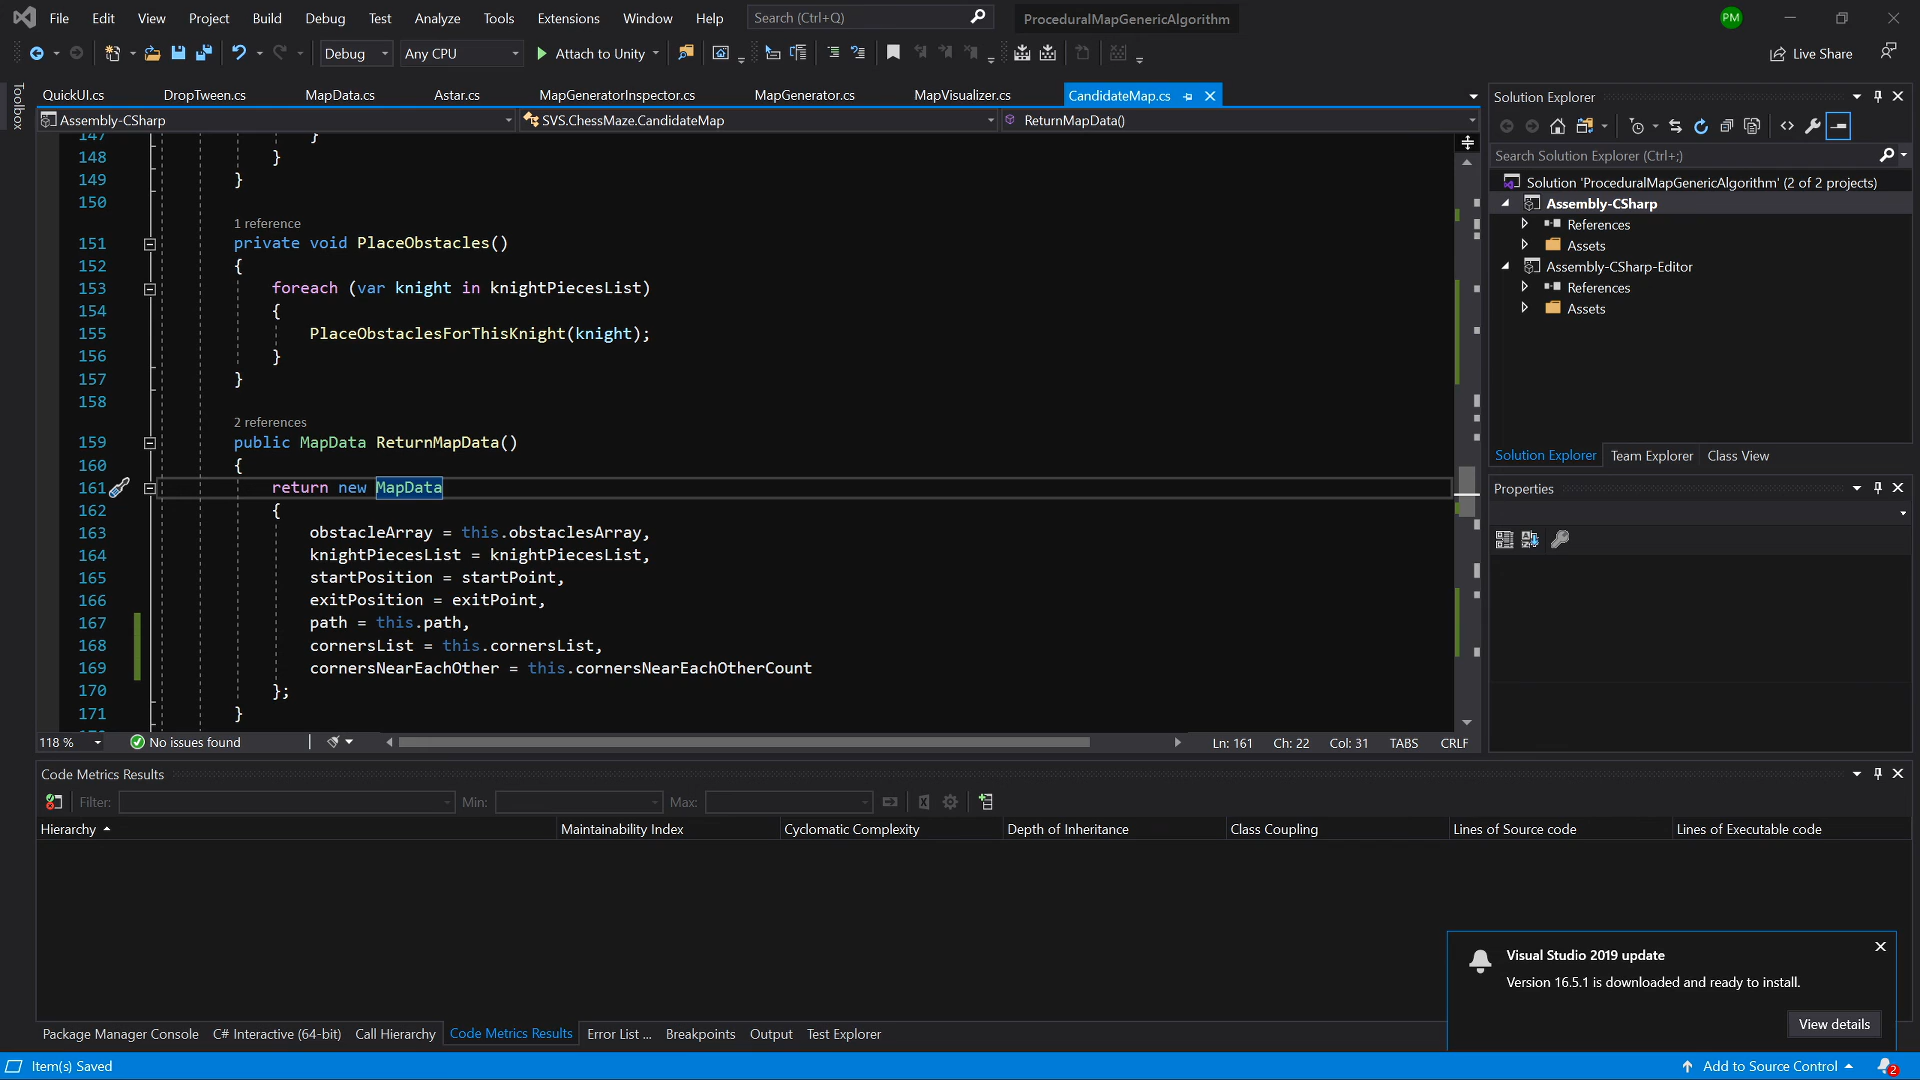 File Edit View Project Build Debug Test Analyze Tools Extensions Window Help Search (Ctrl+Q) ProceduralMapGenericAlgorithm PM
Debug Any CPU Attach to Unity Live Share
Toolbox
QuickUI.cs DropTween.cs MapData.cs Astar.cs MapGeneratorInspector.cs MapGenerator.cs MapVisualizer.cs CandidateMap.cs
Assembly-CSharp SVS.ChessMaze.CandidateMap ReturnMapData()
147 }
148 }
149 }
150
1 reference
151 private void PlaceObstacles()
152 {
153 foreach (var knight in knightPiecesList)
154 {
155 PlaceObstaclesForThisKnight(knight);
156 }
157 }
158
2 references
159 public MapData ReturnMapData()
160 {
161 return new MapData
162 {
163 obstacleArray = this.obstaclesArray,
164 knightPiecesList = knightPiecesList,
165 startPosition = startPoint,
166 exitPosition = exitPoint,
167 path = this.path,
168 cornersList = this.cornersList,
169 cornersNearEachOther = this.cornersNearEachOtherCount
170 };
171 }
118 % No issues found Ln: 161 Ch: 22 Col: 31 TABS CRLF
Solution Explorer
Search Solution Explorer (Ctrl+;)
Solution 'ProceduralMapGenericAlgorithm' (2 of 2 projects)
Assembly-CSharp
References
Assets
Assembly-CSharp-Editor
References
Assets
Solution Explorer Team Explorer Class View
Properties
Code Metrics Results
Filter: Min: Max:
Hierarchy Maintainability Index Cyclomatic Complexity Depth of Inheritance Class Coupling Lines of Source code Lines of Executable code
Visual Studio 2019 update
Version 16.5.1 is downloaded and ready to install.
View details
Package Manager Console C# Interactive (64-bit) Call Hierarchy Code Metrics Results Error List ... Breakpoints Output Test Explorer
Item(s) Saved Add to Source Control 2